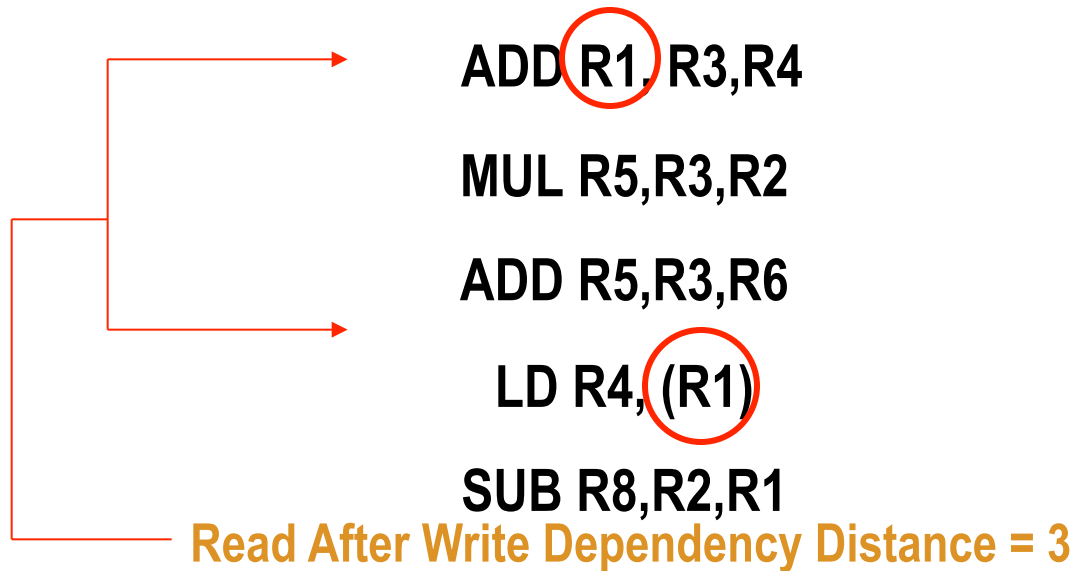 ADD R1, R3,R4
MUL R5,R3,R2
ADD R5,R3,R6
LD R4, (R1)
SUB R8,R2,R1
Read After Write Dependency Distance = 3